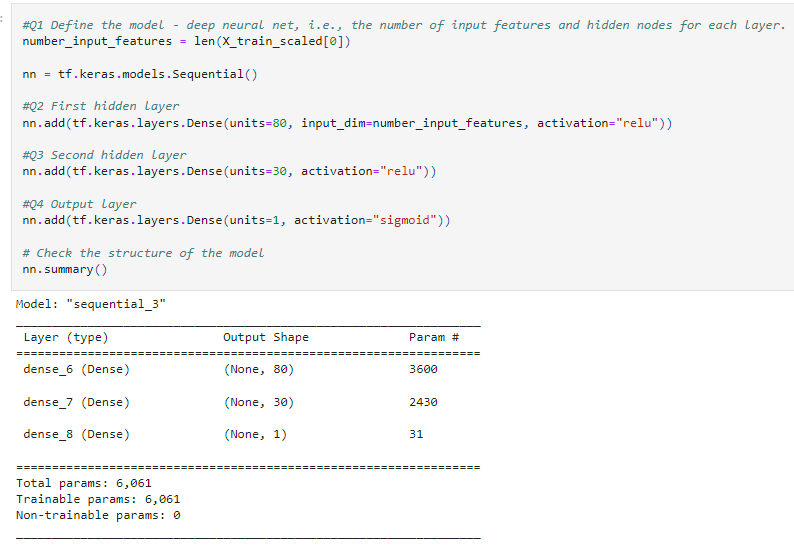 #Q1 Define the model - deep neural net, i.e., the number of input features and hidden nodes for each layer.
number_input_features = len(X_train_scaled[0])
nn = tf.keras.models.Sequential()
#Q2 First hidden layer
nn.add(tf.keras.layers.Dense(units=80, input_dim=number_input_features, activation="relu"))
#Q3 Second hidden layer
nn.add(tf.keras.layers.Dense(units=30, activation="relu"))
#Q4 Output layer
nn.add(tf.keras.layers.Dense(units=1, activation="sigmoid"))
# Check the structure of the model
nn.summary()
Model: "sequential_3"
_________________________________________________________________
Layer (type) Output Shape Param #
=================================================================
dense_6 (Dense) (None, 80) 3600
dense_7 (Dense) (None, 30) 2430
dense_8 (Dense) (None, 1) 31
=================================================================
Total params: 6,061
Trainable params: 6,061
Non-trainable params: 0
_________________________________________________________________